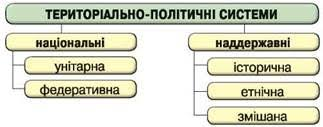 ТЕРИТОРІАЛЬНО-ПОЛІТИЧНІ СИСТЕМИ
національні
унітарна
федеративна
наддержавні
історична
етнічна
змішана